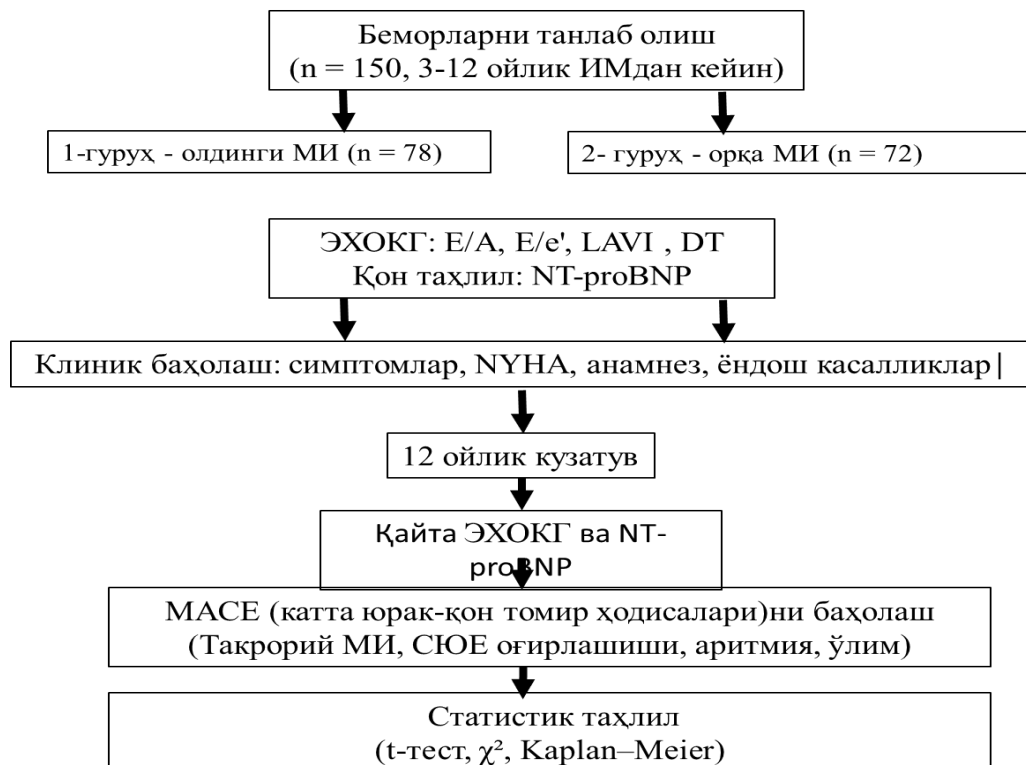 Беморларни танлаб олиш
(n = 150, 3-12 ойлик ИМдан кейин)
1-гуруҳ - олдинги МИ (n = 78)
2- гуруҳ - орқа МИ (n = 72)
ЭХОКГ: E/A, E/e', LAVI , DT
Қон таҳлил: NT-proBNP
Клиник баҳолаш: симптомлар, NYHA, анамнез, ёндош касалликлар|
12 ойлик кузатув
Қайта ЭХОКГ ва NT-
proBNP
MACE (катта юрак-қон томир ҳодисалари)ни баҳолаш
(Такрорий МИ, СЮЕ оғирлашиши, аритмия, ўлим)
Статистик таҳлил
(t-тест, χ², Kaplan–Meier)